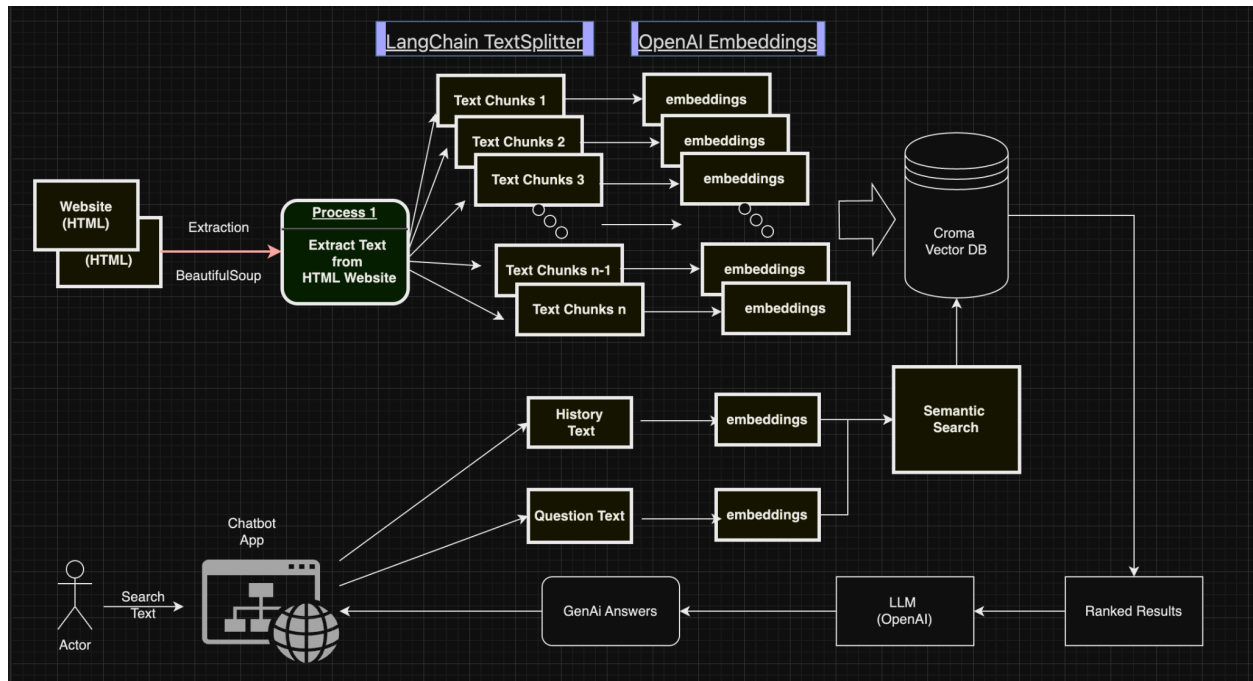 LangChain TextSplitter
OpenAI Embeddings
Text Chunks 1
embeddings
Text Chunks 2
embeddings
Text Chunks 3
embeddings
Website
(HTML)
(HTML)
Extraction
BeautifulSoup
Process 1
Extract Text
from
HTML Website
Croma
Vector DB
Text Chunks n-1
embeddings
Text Chunks n
embeddings
History
Text
embeddings
Semantic
Search
Question Text
embeddings
Chatbot
App
Search
Text
Actor
GenAi Answers
LLM
(OpenAI)
Ranked Results